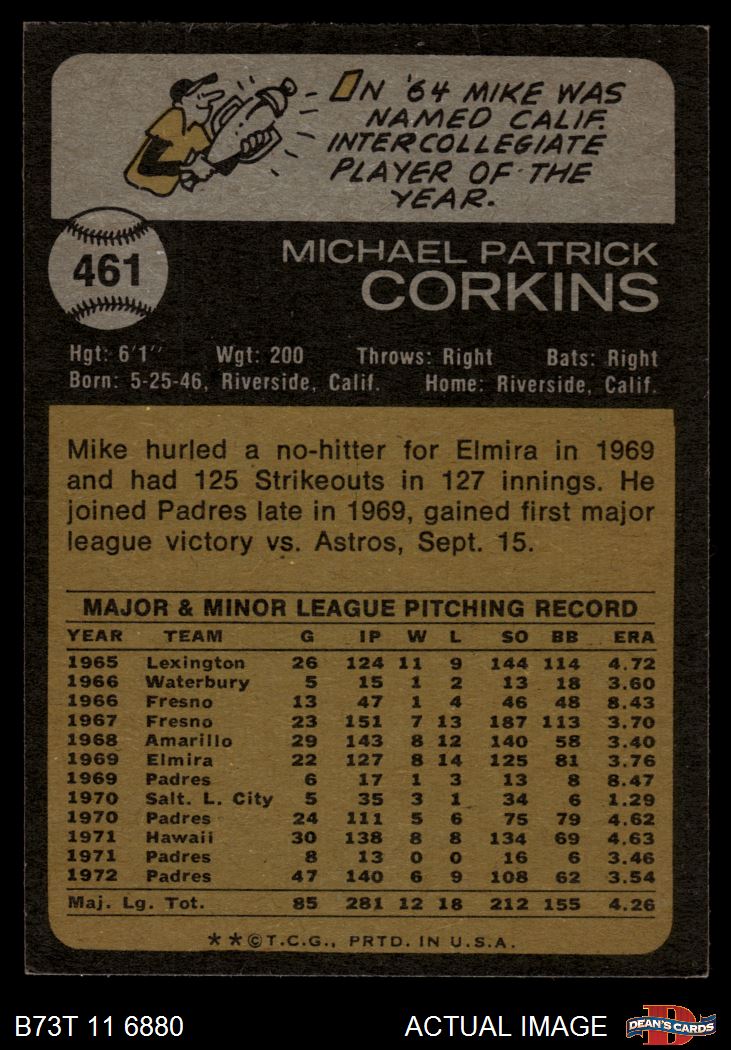 IN '64 MIKE WAS
NAMED CALIF.
INTERCOLLEGIATE
PLAYER OF THE
YEAR.
461
MICHAEL PATRICK
CORKINS
Hgt: 6'1" Wgt: 200 Throws: Right Bats: Right
Born: 5-25-46, Riverside, Calif. Home: Riverside, Calif.
Mike hurled a no-hitter for Elmira in 1969
and had 125 Strikeouts in 127 innings. He
joined Padres late in 1969, gained first major
league victory vs. Astros, Sept. 15.
MAJOR & MINOR LEAGUE PITCHING RECORD
YEAR TEAM G IP W L SO BB ERA
1965 Lexington 26 124 11 9 144 114 4.72
1966 Waterbury 5 15 1 2 13 18 3.60
1966 Fresno 13 47 1 4 46 48 8.43
1967 Fresno 23 151 7 13 187 113 3.70
1968 Amarillo 29 143 8 12 140 58 3.40
1969 Elmira 22 127 8 14 125 81 3.76
1969 Padres 6 17 1 3 13 8 8.47
1970 Salt. L. City 5 35 3 1 34 6 1.29
1970 Padres 24 111 5 6 75 79 4.62
1971 Hawaii 30 138 8 8 134 69 4.63
1971 Padres 8 13 0 0 16 6 3.46
1972 Padres 47 140 6 9 108 62 3.54
Maj. Lg. Tot. 85 281 12 18 212 155 4.26
**©T.C.G., PRTD. IN U.S.A.
B73T 11 6880 ACTUAL IMAGE D DEAN'S CARDS